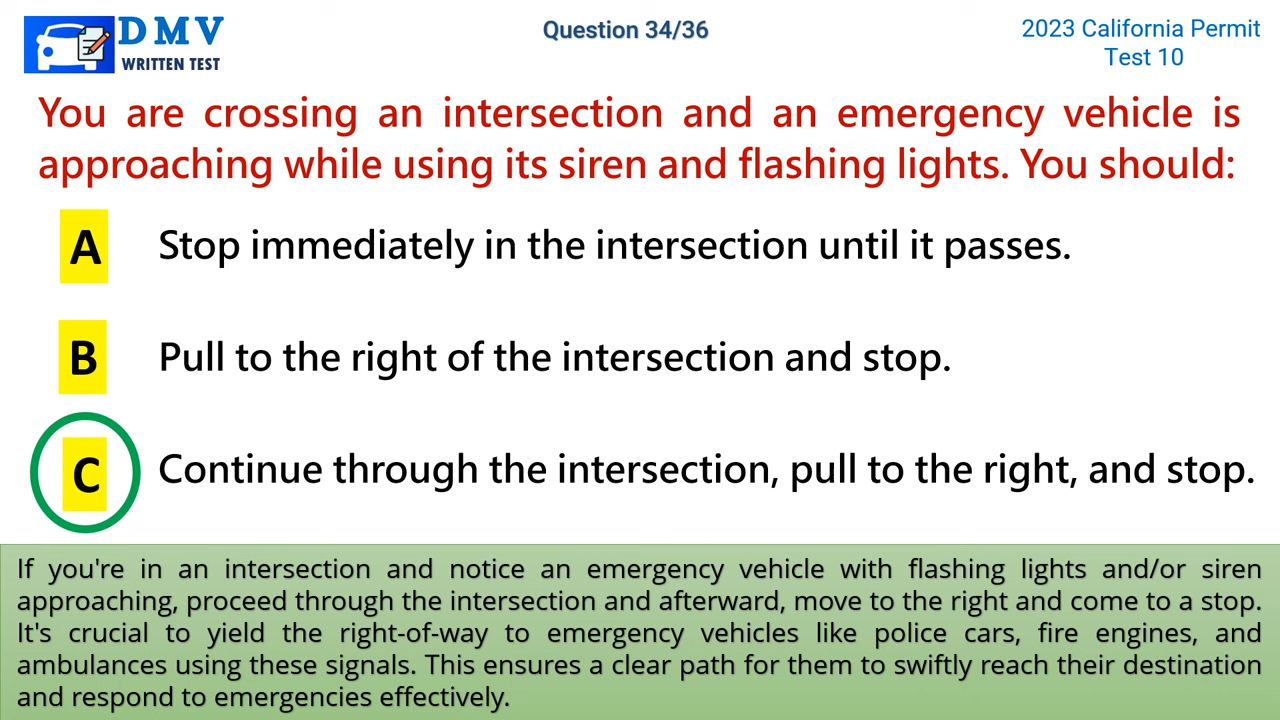 DMV
WRITTEN TEST
Question 34/36
2023 California Permit
Test 10
You are crossing an intersection and an emergency vehicle is
approaching while using its siren and flashing lights. You should:
A Stop immediately in the intersection until it passes.
B Pull to the right of the intersection and stop.
C Continue through the intersection, pull to the right, and stop.
If you're in an intersection and notice an emergency vehicle with flashing lights and/or siren
approaching, proceed through the intersection and afterward, move to the right and come to a stop.
It's crucial to yield the right-of-way to emergency vehicles like police cars, fire engines, and
ambulances using these signals. This ensures a clear path for them to swiftly reach their destination
and respond to emergencies effectively.